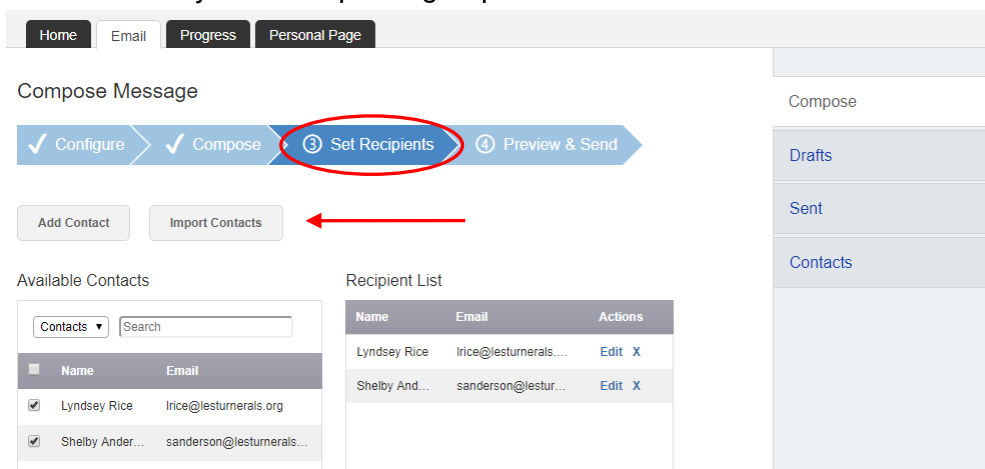 Home Email Progress Personal Page
Compose Message
✓ Configure ✓ Compose ③ Set Recipients ④ Preview & Send
Add Contact Import Contacts
Available Contacts
Contacts ▼ Search
Name Email
Lyndsey Rice lrice@lesturnerals.org
Shelby Ander... sanderson@lesturnerals...
Recipient List
Name Email Actions
Lyndsey Rice lrice@lesturnerals.... Edit X
Shelby And... sanderson@lestur... Edit X
Compose
Drafts
Sent
Contacts